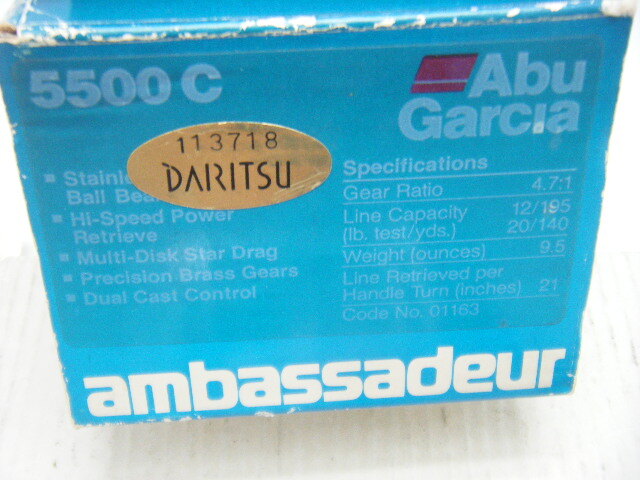 5500 C
Abu
Garcia
113718
DARITSU
Ball
Hi-Speed Power
Retrieve
Multi-Disk Star Drag
Precision Brass Gears
Dual Cast Control
Specifications
Gear Ratio 4.7:1
Line Capacity 12/195
(lb. test/yds.) 20/140
Weight (ounces) 9.5
Line Retrieved per
Handle Turn (inches) 21
Code No. 01163
ambassadeur